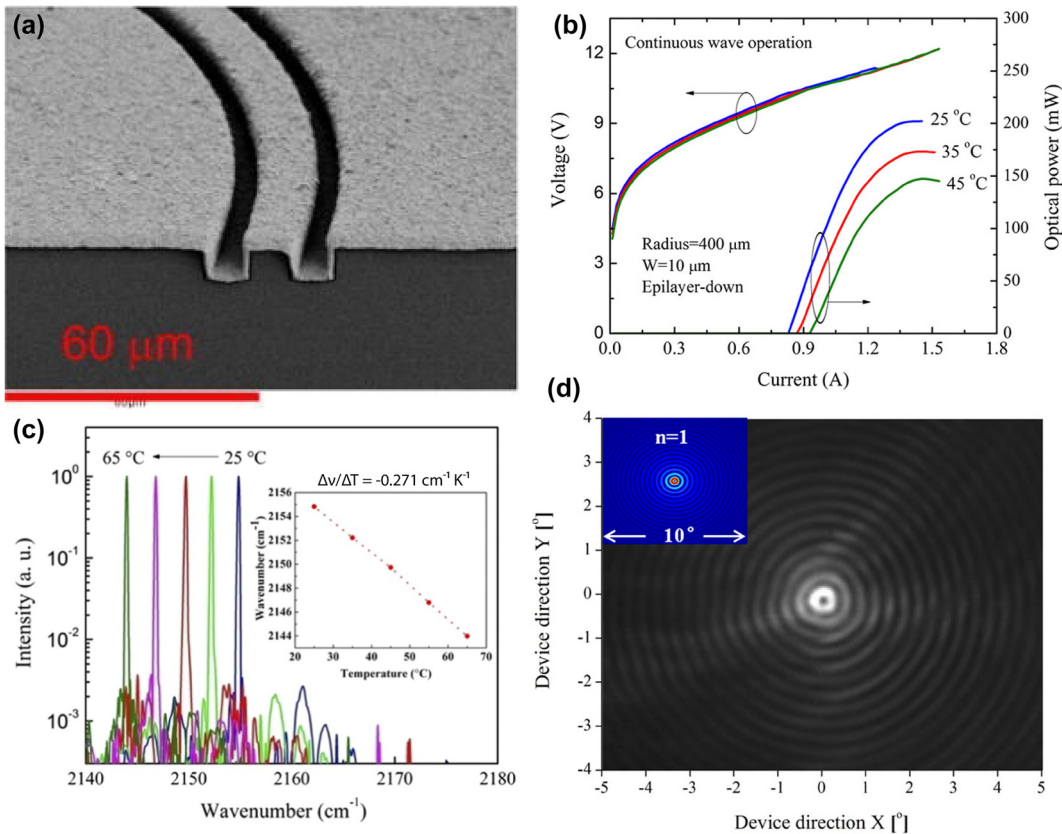 (a)
60 μm
(b)
Continuous wave operation
25 °C
35 °C
45 °C
Radius=400 μm
W=10 μm
Epilayer-down
Voltage (V)
12
9
6
3
0
0.0 0.3 0.6 0.9 1.2 1.5 1.8
Current (A)
300
250
200
150
100
50
0
Optical power(mW)
(c)
65 °C
25 °C
Δν/ΔT = -0.271 cm⁻¹ K⁻¹
Wavenumber (cm⁻¹)
2156
2154
2152
2150
2148
2146
2144
20 30 40 50 60 70
Temperature (°C)
Intensity (a. u.)
10⁰
10⁻¹
10⁻²
10⁻³
2140 2150 2160 2170 2180
Wavenumber (cm⁻¹)
(d)
n=1
10°
Device direction Y [°]
4
3
2
1
0
-1
-2
-3
-4
-5 -4 -3 -2 -1 0 1 2 3 4 5
Device direction X [°]